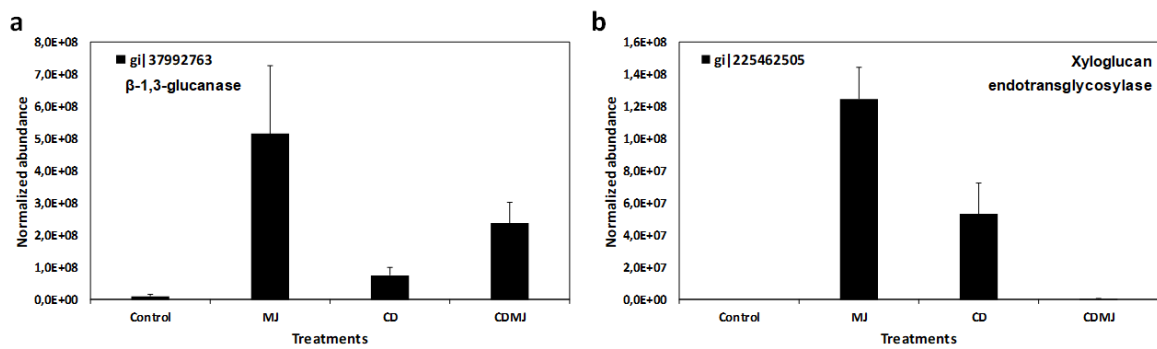 a
8,0E+08
7,0E+08
6,0E+08
5,0E+08
4,0E+08
3,0E+08
2,0E+08
1,0E+08
0,0E+00
Normalized abundance
gi|37992763
β-1,3-glucanase
Control MJ CD CDMJ
Treatments
b
1,6E+08
1,4E+08
1,2E+08
1,0E+08
8,0E+07
6,0E+07
4,0E+07
2,0E+07
0,0E+00
Normalized abundance
gi|225462505
Xyloglucan
endotransglycosylase
Control MJ CD CDMJ
Treatments